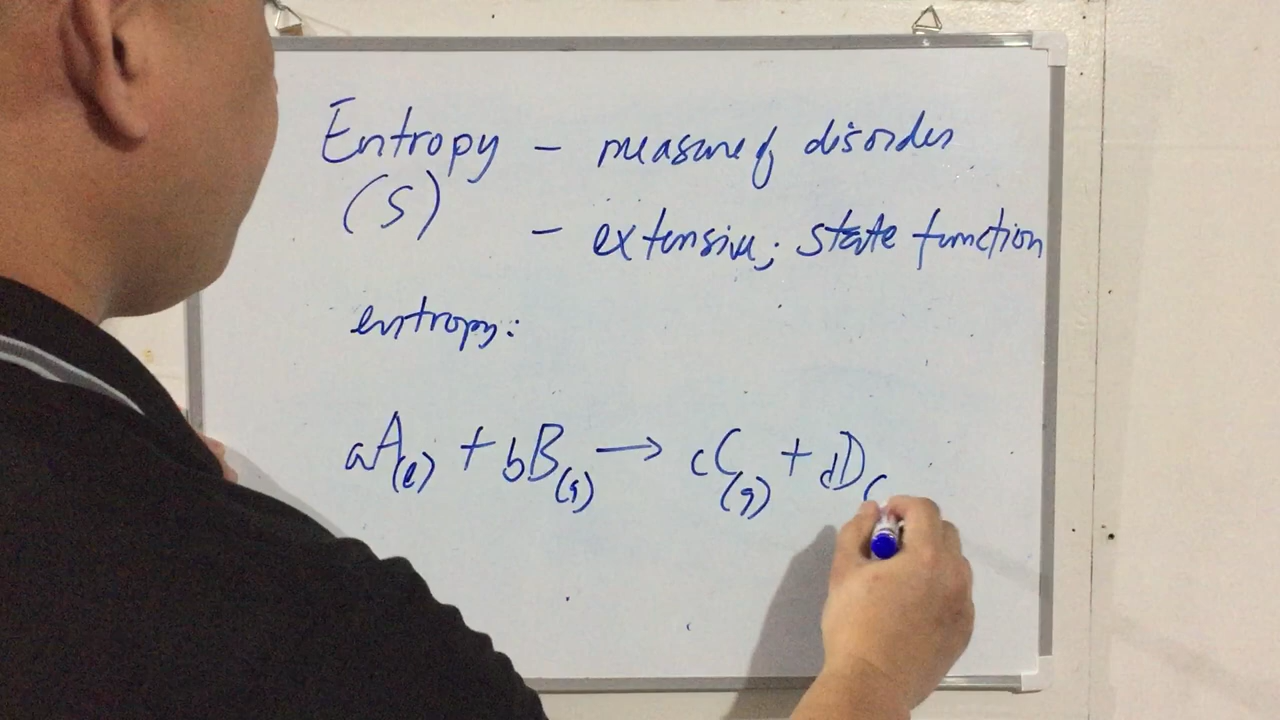 Entropy - measure of disorder
(S)
- extensive; state function
entropy:
aA(l) + bB(s) → cC(g) + dD(